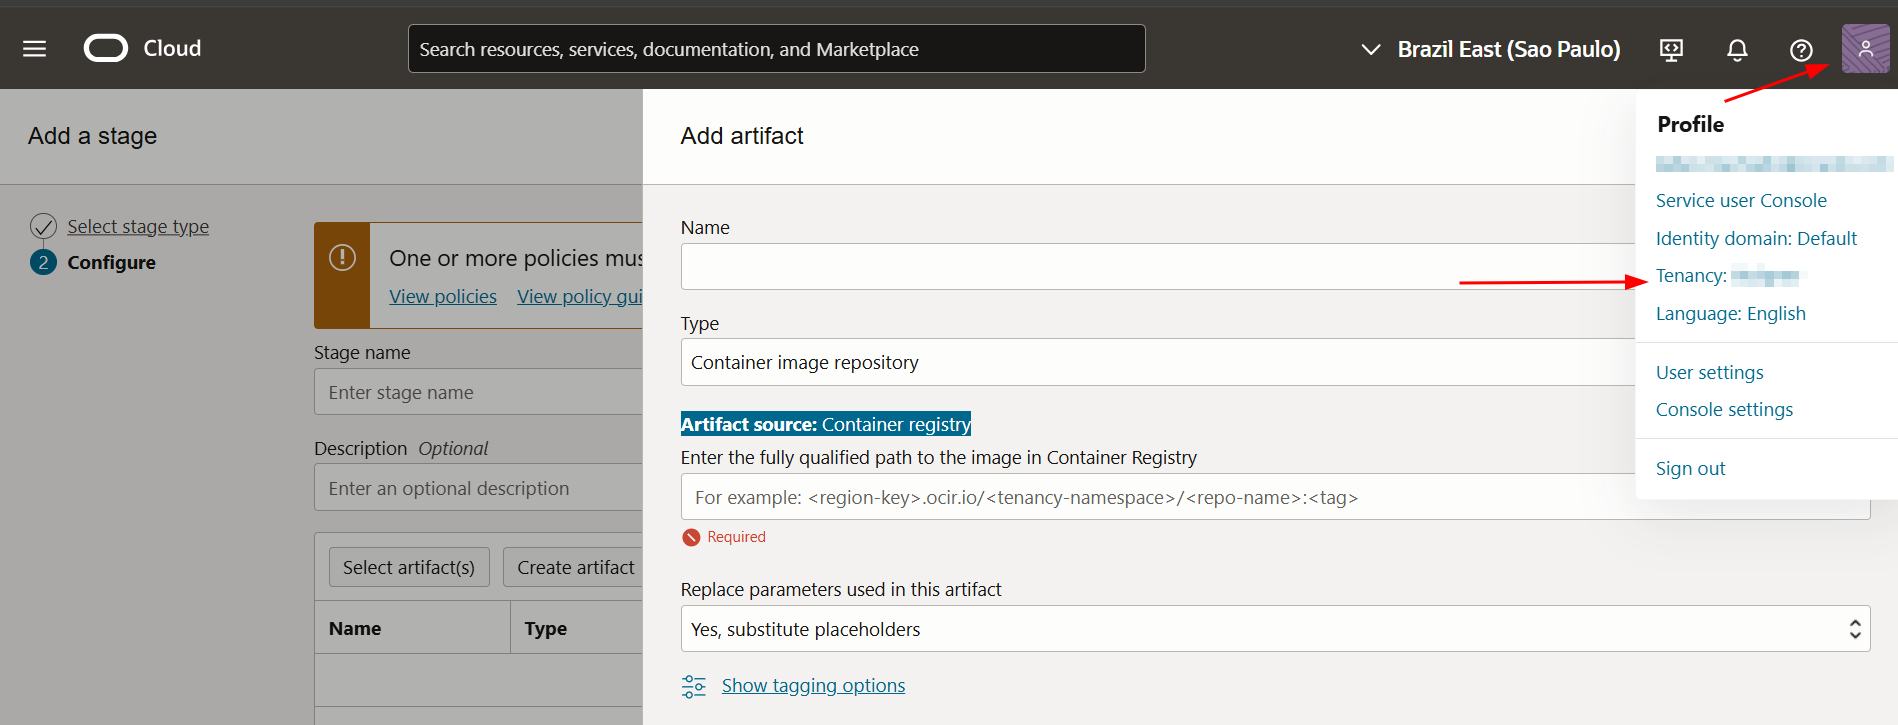 Cloud
Search resources, services, documentation, and Marketplace
Brazil East (Sao Paulo)
Add a stage
Select stage type
2 Configure
One or more policies mus
View policies View policy gui
Stage name
Enter stage name
Description Optional
Enter an optional description
Select artifact(s) Create artifact
Name Type
Add artifact
Name
Type
Container image repository
Artifact source: Container registry
Enter the fully qualified path to the image in Container Registry
For example: <region-key>.ocir.io/<tenancy-namespace>/<repo-name>:<tag>
Required
Replace parameters used in this artifact
Yes, substitute placeholders
Show tagging options
Profile
Service user Console
Identity domain: Default
Tenancy:
Language: English
User settings
Console settings
Sign out